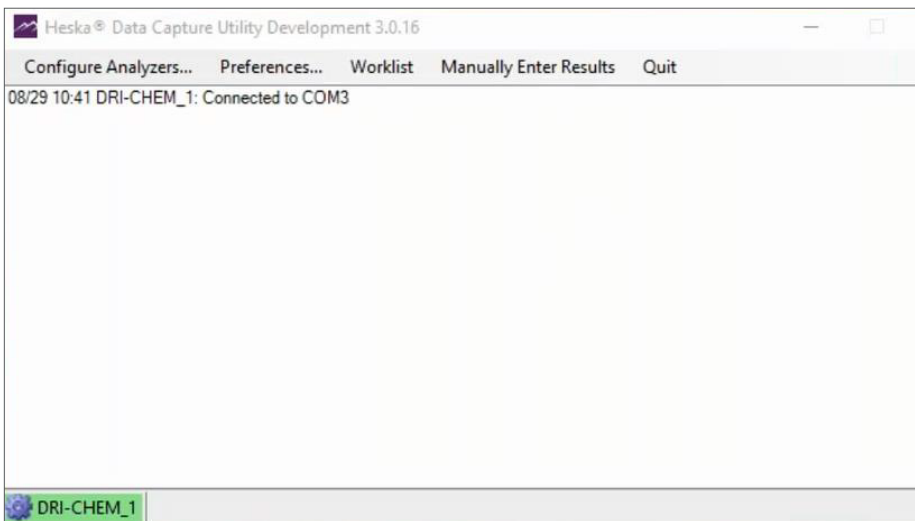 Heska® Data Capture Utility Development 3.0.16
Configure Analyzers... Preferences... Worklist Manually Enter Results Quit
08/29 10:41 DRI-CHEM_1: Connected to COM3
DRI-CHEM_1